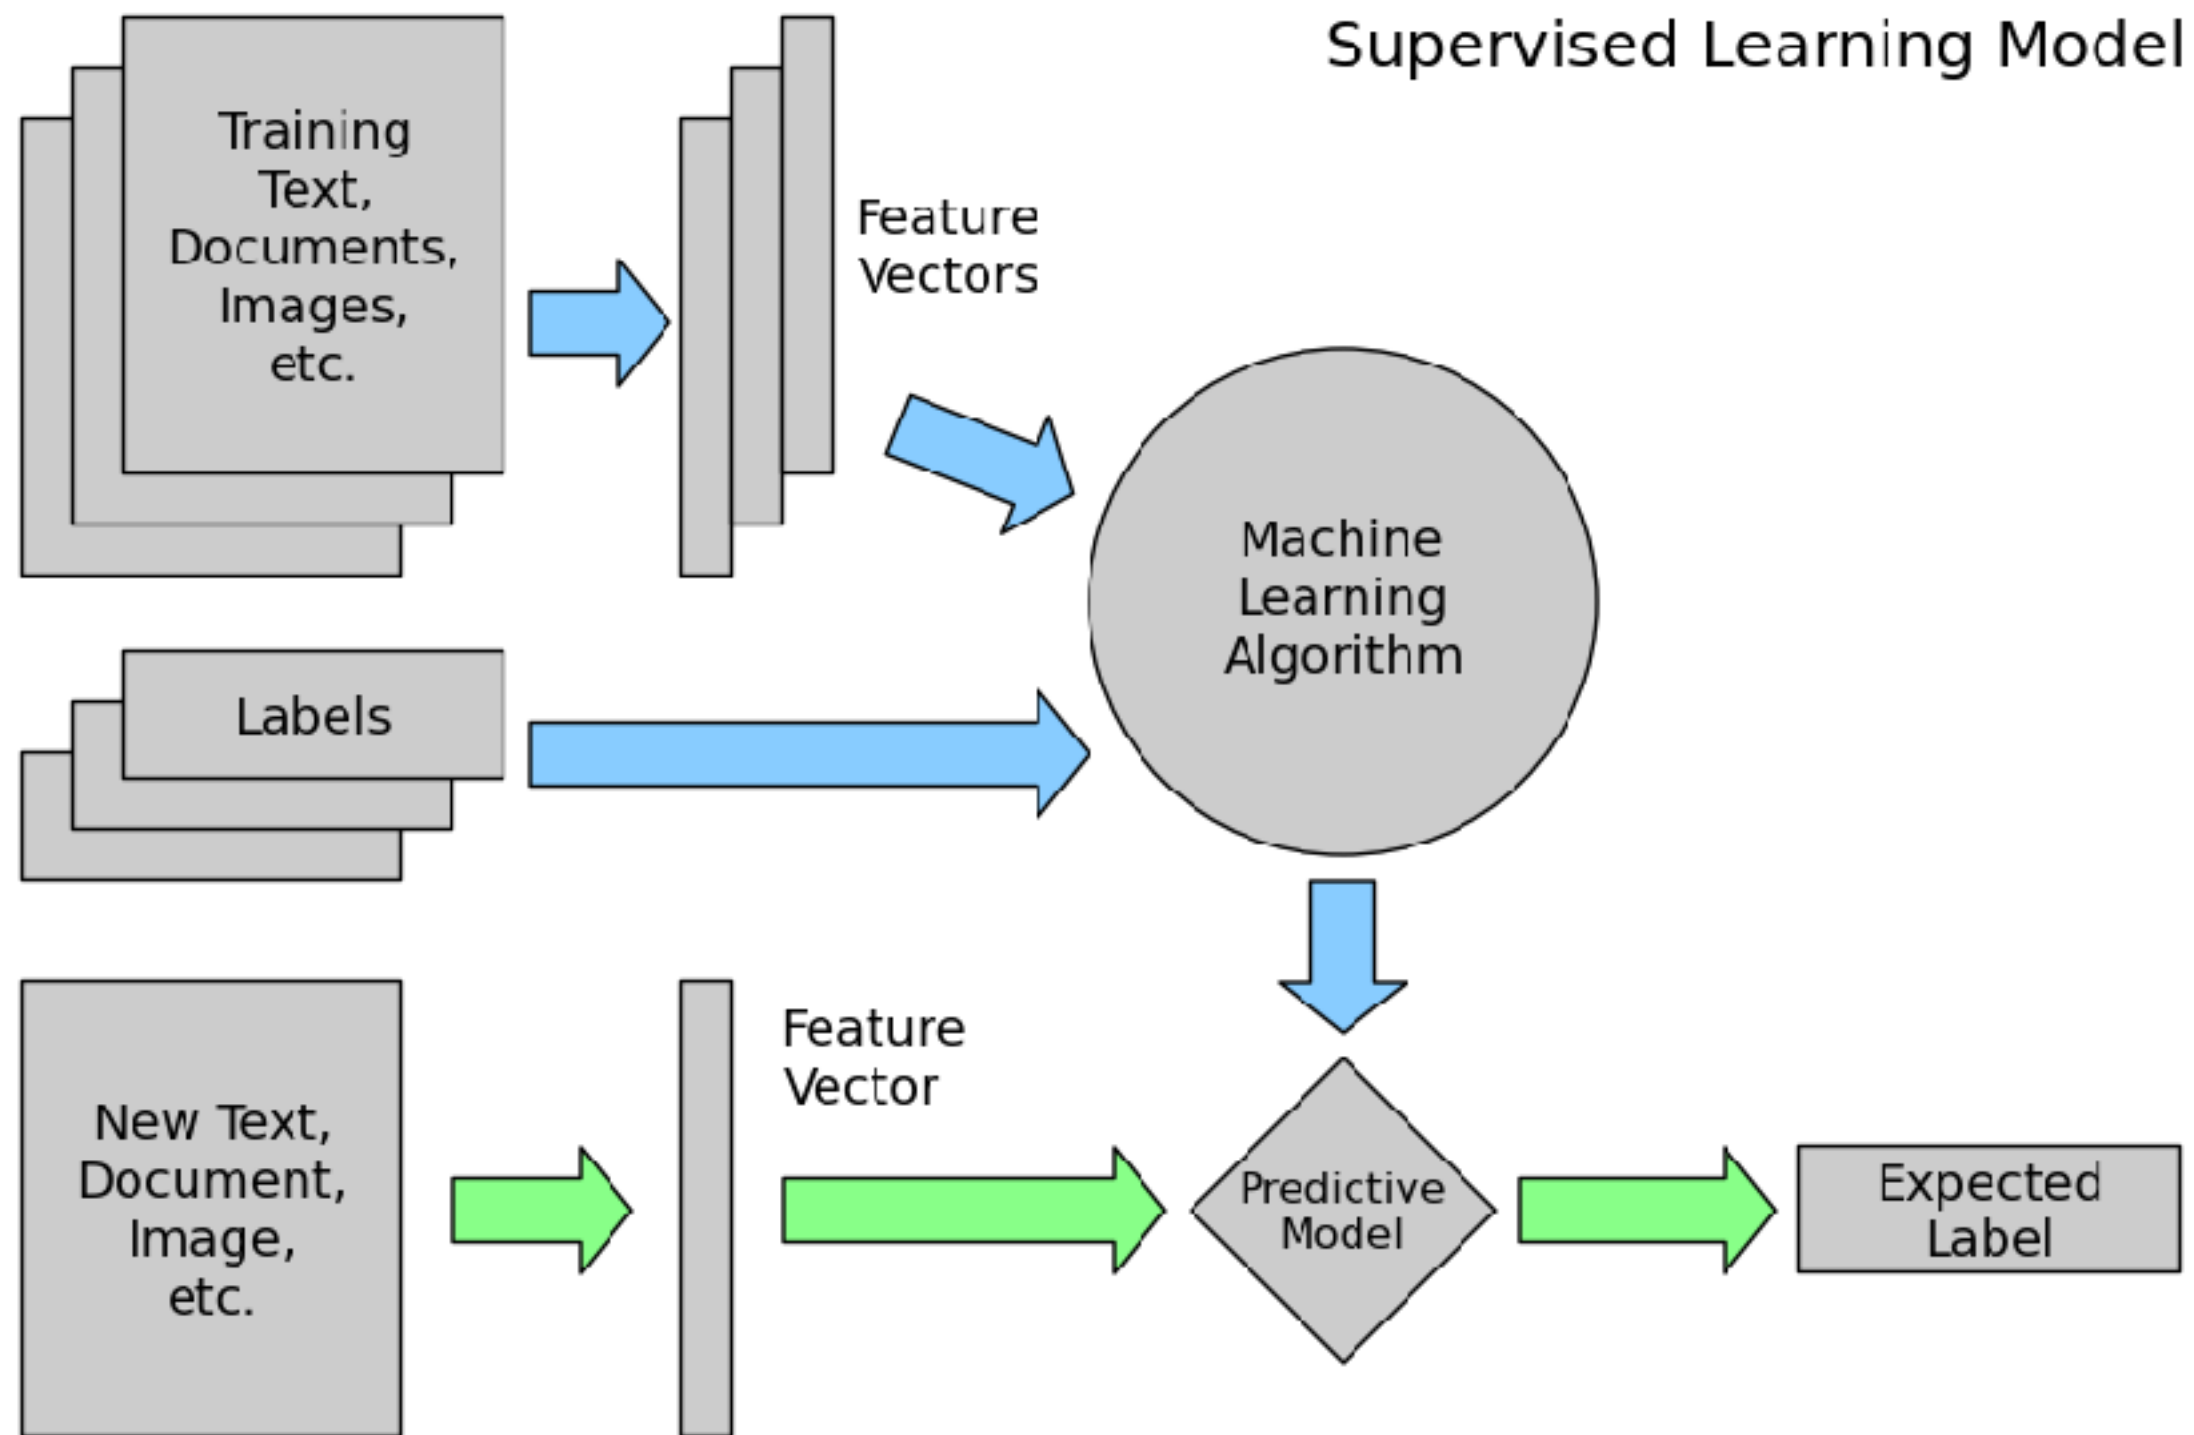 Supervised Learning Model
Training
Text,
Documents,
Images,
etc.
Feature
Vectors
Machine
Learning
Algorithm
Labels
New Text,
Document,
Image,
etc.
Feature
Vector
Predictive
Model
Expected
Label